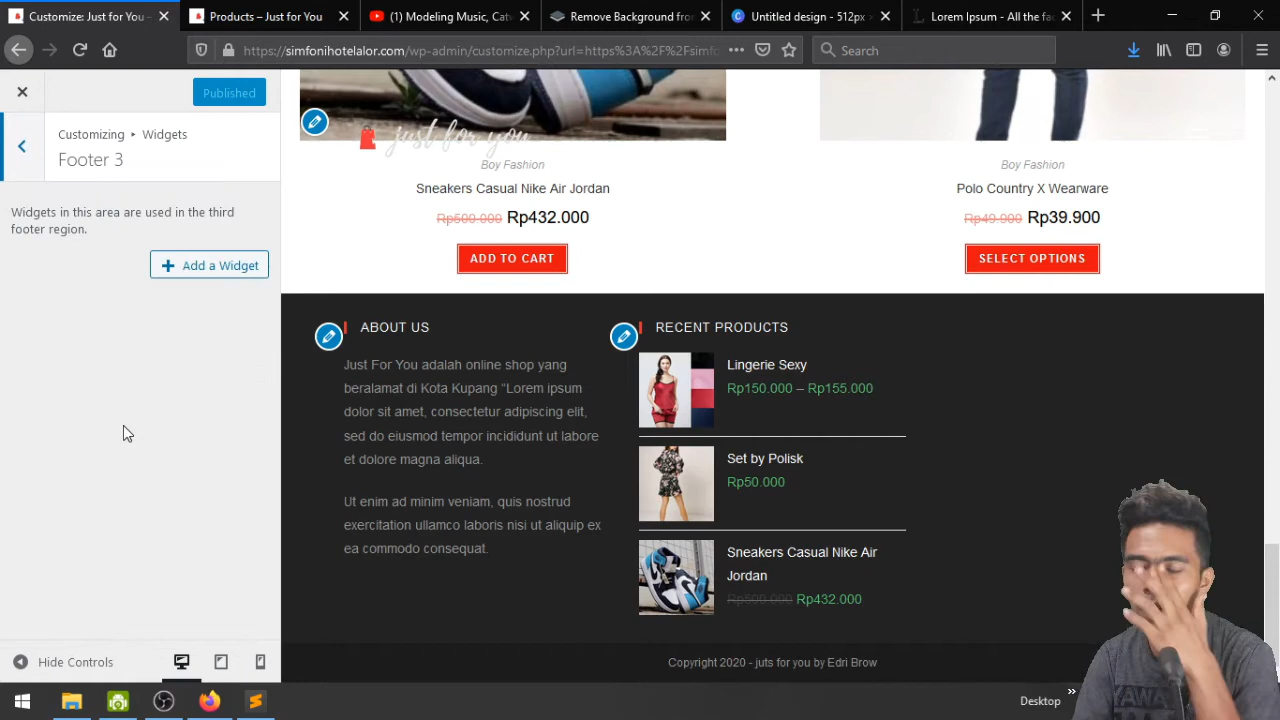 Customize: Just for You –
Products – Just for You
(1) Modeling Music, Catw
Remove Background from
Untitled design - 512px
Lorem Ipsum - All the fac
https://simfonihotelalor.com/wp-admin/customize.php?url=https%3A%2F%2Fsimfo
Search
Published
Customizing ▸ Widgets
Footer 3
Widgets in this area are used in the third
footer region.
Add a Widget
Hide Controls
just for you
Boy Fashion
Sneakers Casual Nike Air Jordan
Rp500.000 Rp432.000
ADD TO CART
Boy Fashion
Polo Country X Wearware
Rp49.900 Rp39.900
SELECT OPTIONS
ABOUT US
Just For You adalah online shop yang
beralamat di Kota Kupang “Lorem ipsum
dolor sit amet, consectetur adipiscing elit,
sed do eiusmod tempor incididunt ut labore
et dolore magna aliqua.
Ut enim ad minim veniam, quis nostrud
exercitation ullamco laboris nisi ut aliquip ex
ea commodo consequat.
RECENT PRODUCTS
Lingerie Sexy
Rp150.000 – Rp155.000
Set by Polisk
Rp50.000
Sneakers Casual Nike Air
Jordan
Rp500.000 Rp432.000
Copyright 2020 - juts for you by Edri Brow
Desktop